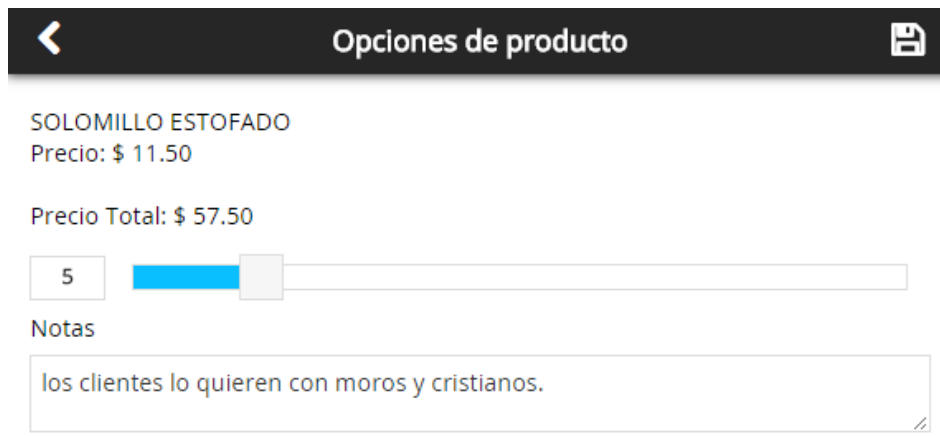 Opciones de producto
SOLOMILLO ESTOFADO
Precio: $ 11.50
Precio Total: $ 57.50
5
Notas
los clientes lo quieren con moros y cristianos.